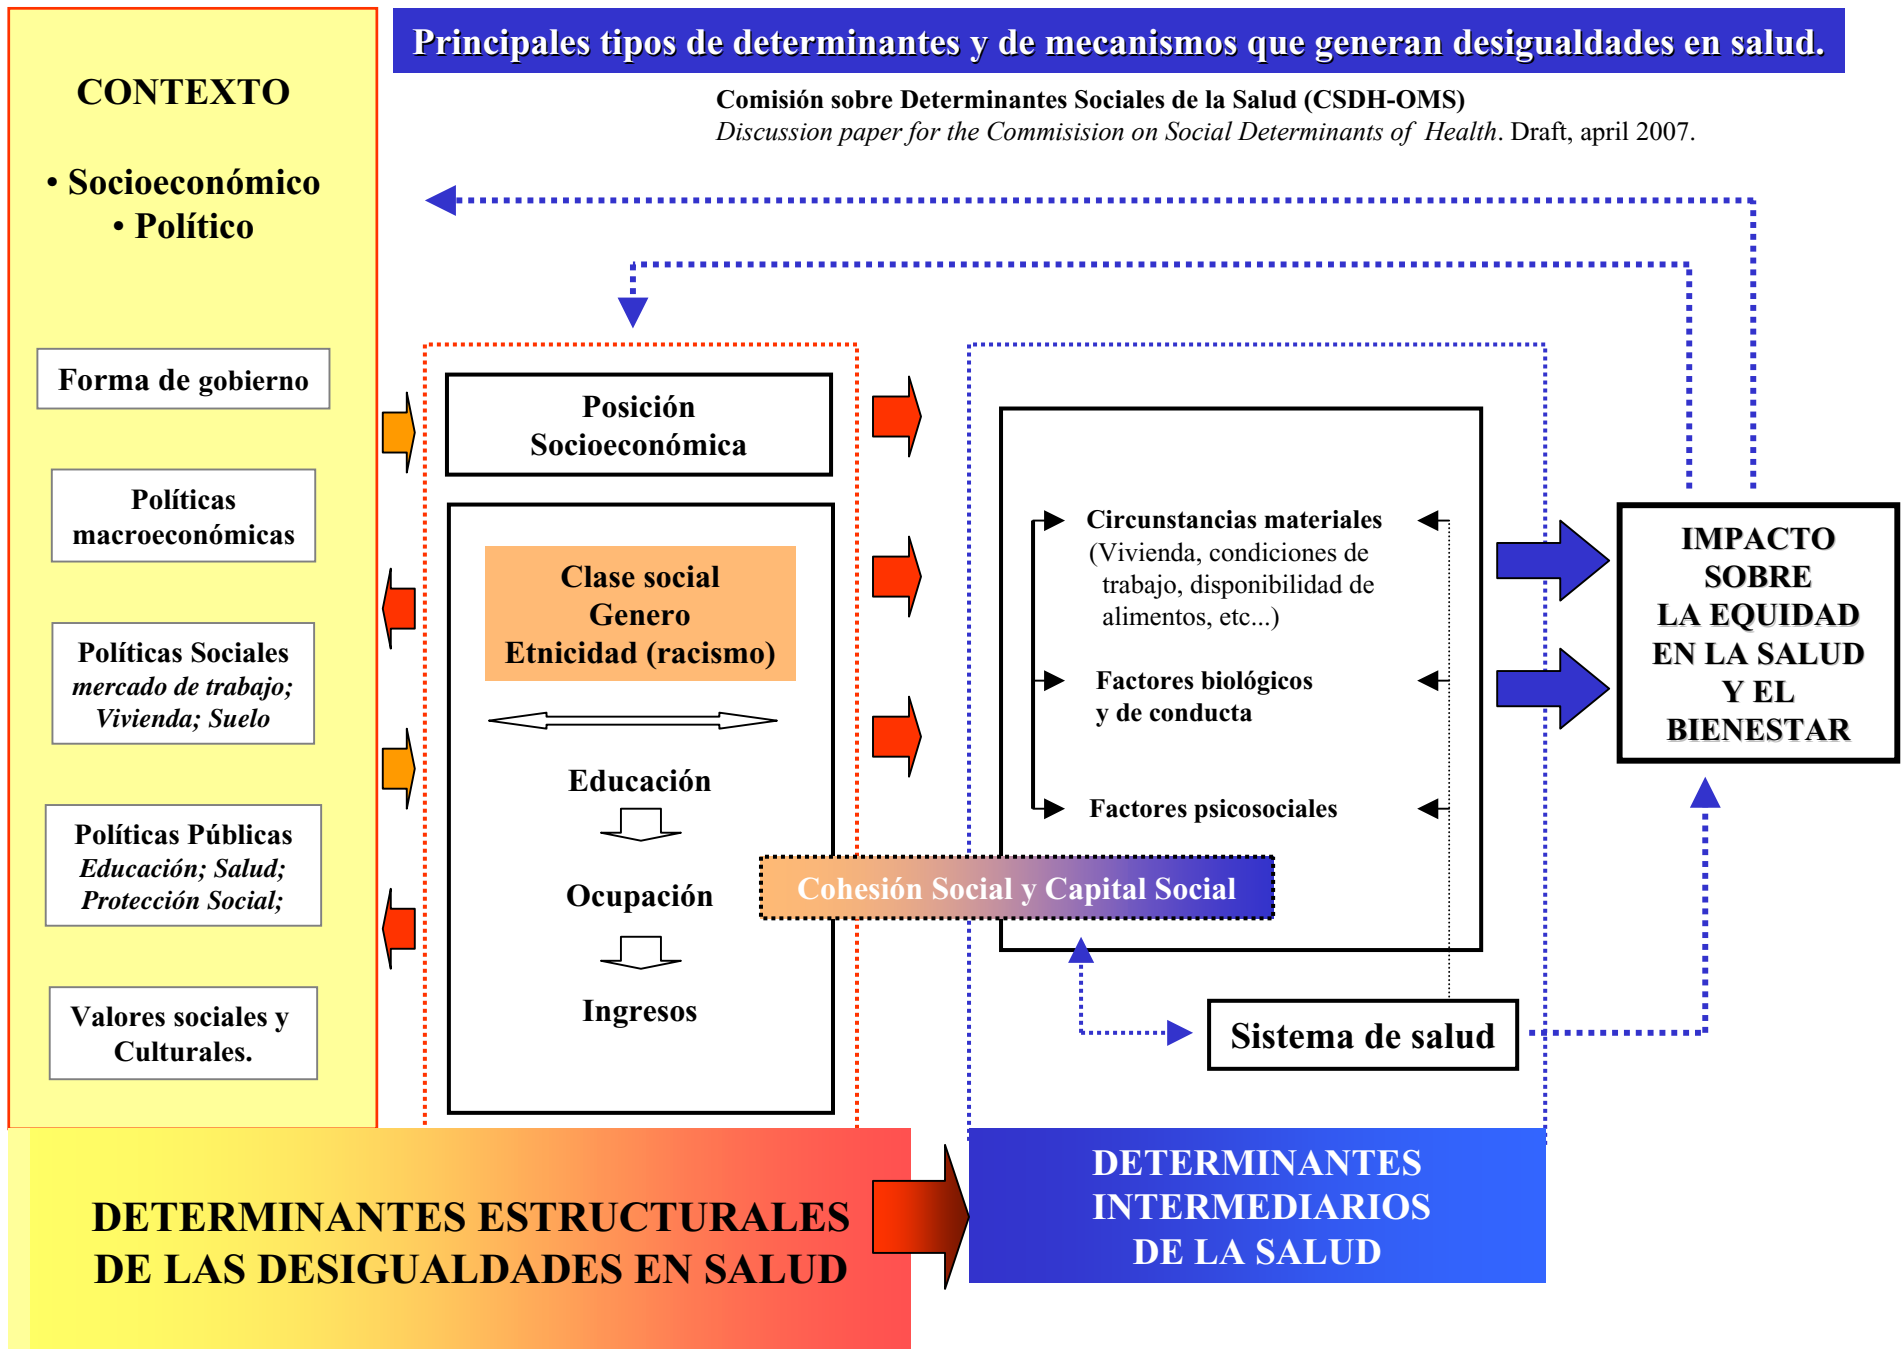 Principales tipos de determinantes y de mecanismos que generan desigualdades en salud.
Comisión sobre Determinantes Sociales de la Salud (CSDH-OMS)
Discussion paper for the Commisision on Social Determinants of Health. Draft, april 2007.
CONTEXTO
• Socioeconómico
• Político
Forma de gobierno
Políticas
macroeconómicas
Políticas Sociales
mercado de trabajo;
Vivienda; Suelo
Políticas Públicas
Educación; Salud;
Protección Social;
Valores sociales y
Culturales.
Posición
Socioeconómica
Clase social
Genero
Etnicidad (racismo)
Educación
Ocupación
Ingresos
Cohesión Social y Capital Social
Circunstancias materiales
(Vivienda, condiciones de
trabajo, disponibilidad de
alimentos, etc...)
Factores biológicos
y de conducta
Factores psicosociales
Sistema de salud
IMPACTO
SOBRE
LA EQUIDAD
EN LA SALUD
Y EL
BIENESTAR
DETERMINANTES ESTRUCTURALES
DE LAS DESIGUALDADES EN SALUD
DETERMINANTES
INTERMEDIARIOS
DE LA SALUD